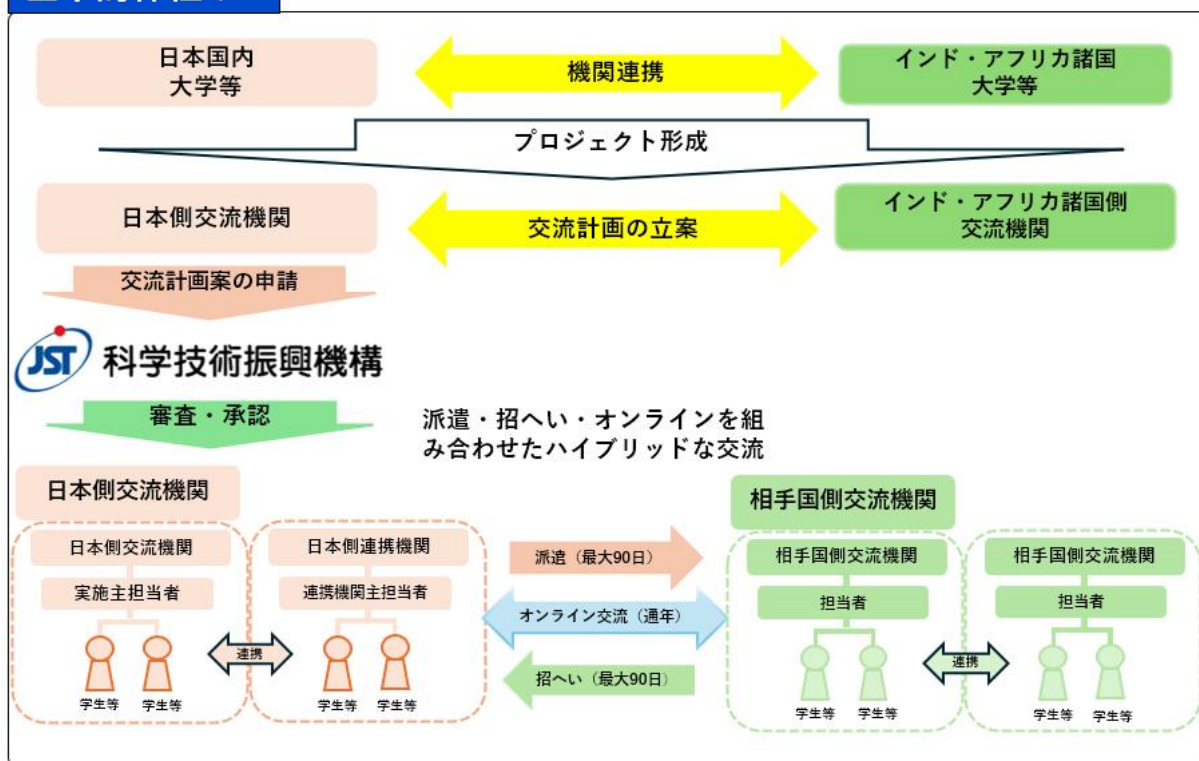 日本国内
大学等
機関連携
インド・アフリカ諸国
大学等
プロジェクト形成
日本側交流機関
交流計画の立案
インド・アフリカ諸国側
交流機関
交流計画案の申請
JST 科学技術振興機構
審査・承認
派遣・招へい・オンラインを組
み合わせたハイブリッドな交流
日本側交流機関
相手国側交流機関
日本側交流機関
日本側連携機関
派遣（最大90日）
相手国側交流機関
相手国側交流機関
実施主担当者
連携機関主担当者
オンライン交流（通年）
担当者
担当者
連携
招へい（最大90日）
連携
学生等
学生等
学生等
学生等
学生等
学生等
学生等
学生等